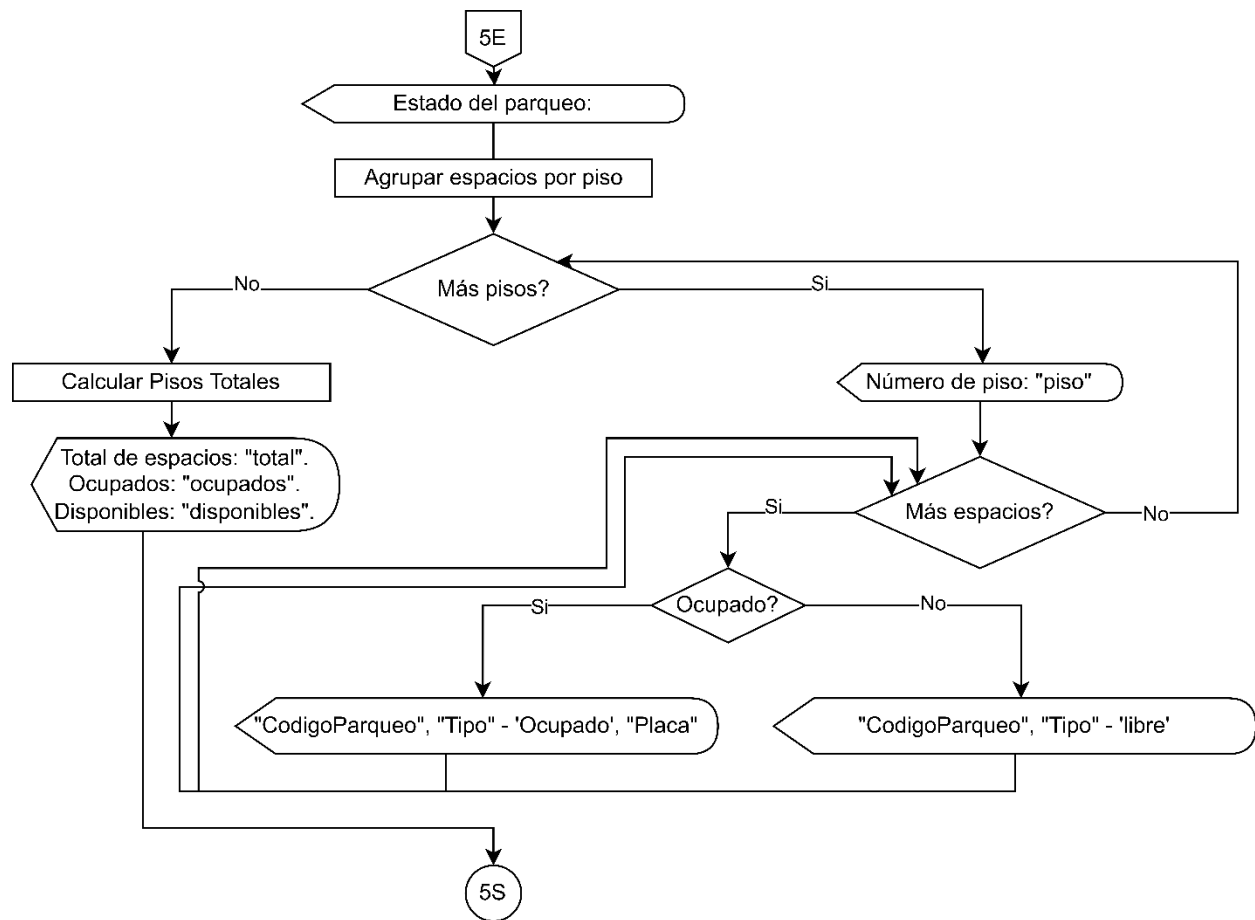 5E
Estado del parqueo:
Agrupar espacios por piso
Más pisos?
No
Si
Calcular Pisos Totales
Número de piso: "piso"
Total de espacios: "total".
Ocupados: "ocupados".
Disponibles: "disponibles".
Más espacios?
Si
No
Ocupado?
Si
No
"CodigoParqueo", "Tipo" - 'Ocupado', "Placa"
"CodigoParqueo", "Tipo" - 'libre'
5S